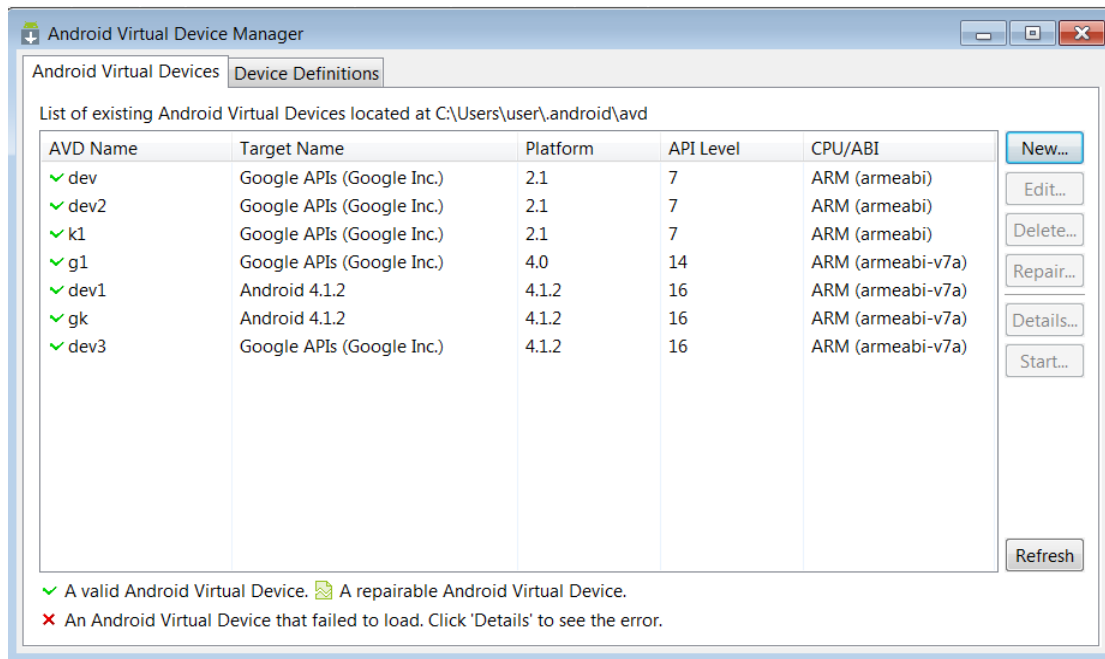 Android Virtual Device Manager
Android Virtual Devices Device Definitions
List of existing Android Virtual Devices located at C:\Users\user\.android\avd
AVD Name Target Name Platform API Level CPU/ABI New...
dev Google APIs (Google Inc.) 2.1 7 ARM (armeabi)
Edit...
dev2 Google APIs (Google Inc.) 2.1 7 ARM (armeabi)
k1 Google APIs (Google Inc.) 2.1 7 ARM (armeabi) Delete...
g1 Google APIs (Google Inc.) 4.0 14 ARM (armeabi-v7a) Repair...
dev1 Android 4.1.2 4.1.2 16 ARM (armeabi-v7a)
gk Android 4.1.2 4.1.2 16 ARM (armeabi-v7a) Details...
dev3 Google APIs (Google Inc.) 4.1.2 16 ARM (armeabi-v7a)
Start...
Refresh
A valid Android Virtual Device. A repairable Android Virtual Device.
An Android Virtual Device that failed to load. Click 'Details' to see the error.